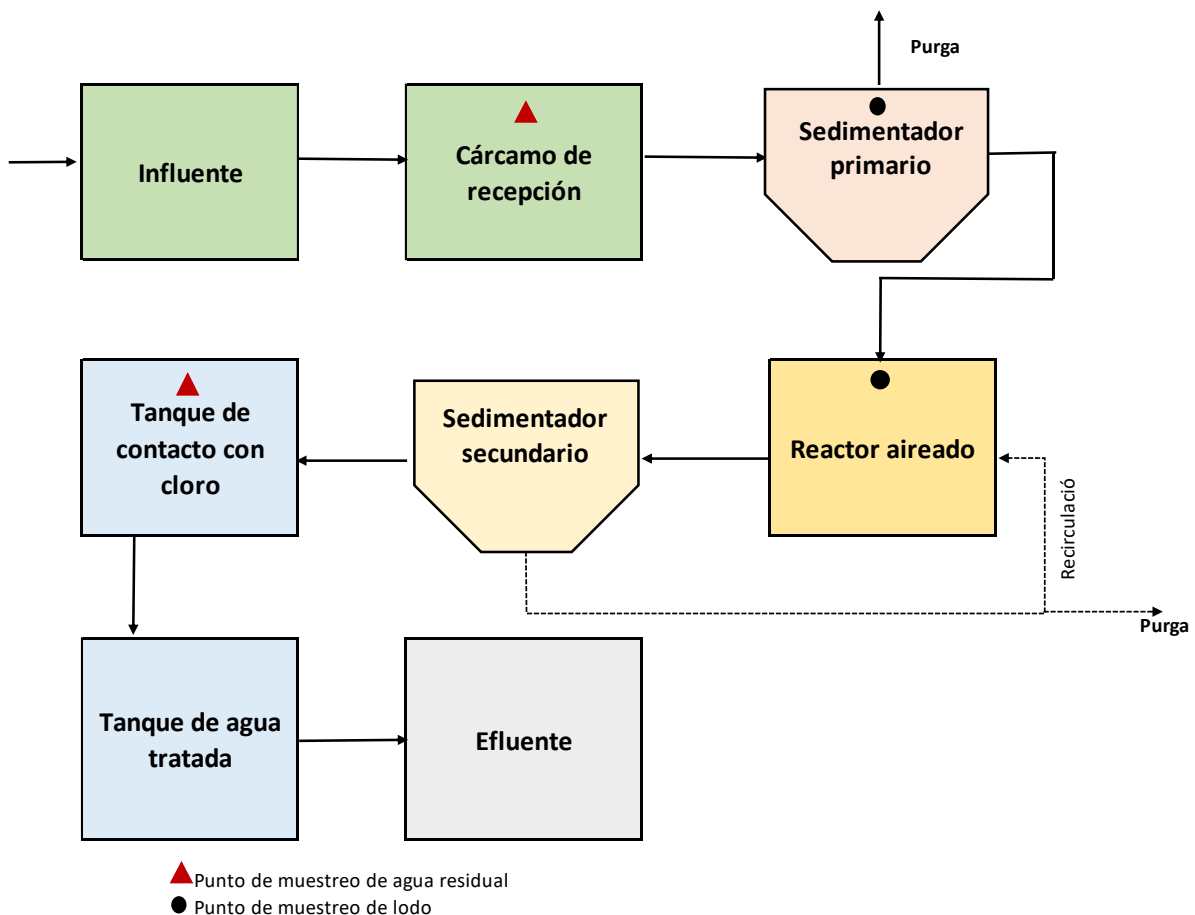 Purga
Influente
Cárcamo de
recepción
Sedimentador
primario
Tanque de
contacto con
cloro
Sedimentador
secundario
Reactor aireado
Recirculació
Purga
Tanque de agua
tratada
Efluente
Punto de muestreo de agua residual
Punto de muestreo de lodo